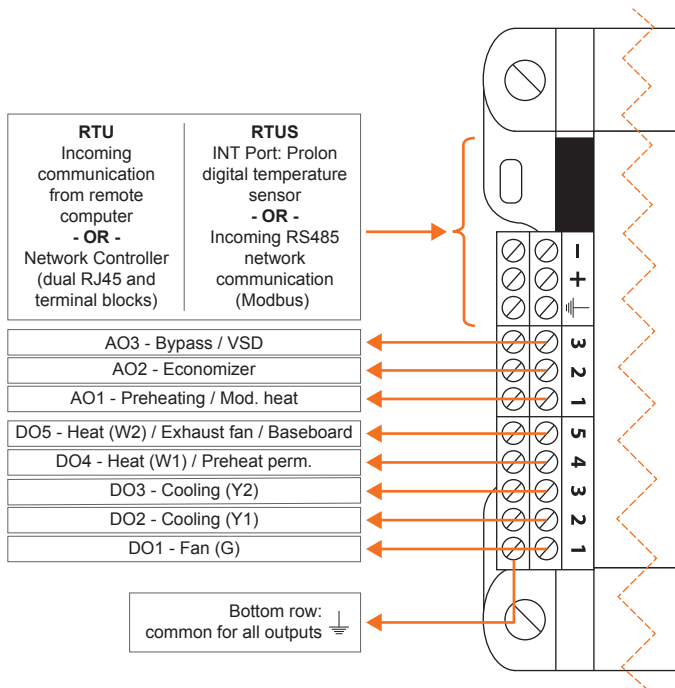 RTU
Incoming
communication
from remote
computer
- OR -
Network Controller
(dual RJ45 and
terminal blocks)
RTUS
INT Port: Prolon
digital temperature
sensor
- OR -
Incoming RS485
network
communication
(Modbus)
AO3 - Bypass / VSD
AO2 - Economizer
AO1 - Preheating / Mod. heat
DO5 - Heat (W2) / Exhaust fan / Baseboard
DO4 - Heat (W1) / Preheat perm.
DO3 - Cooling (Y2)
DO2 - Cooling (Y1)
DO1 - Fan (G)
Bottom row:
common for all outputs
-
+
3
2
1
5
4
3
2
1